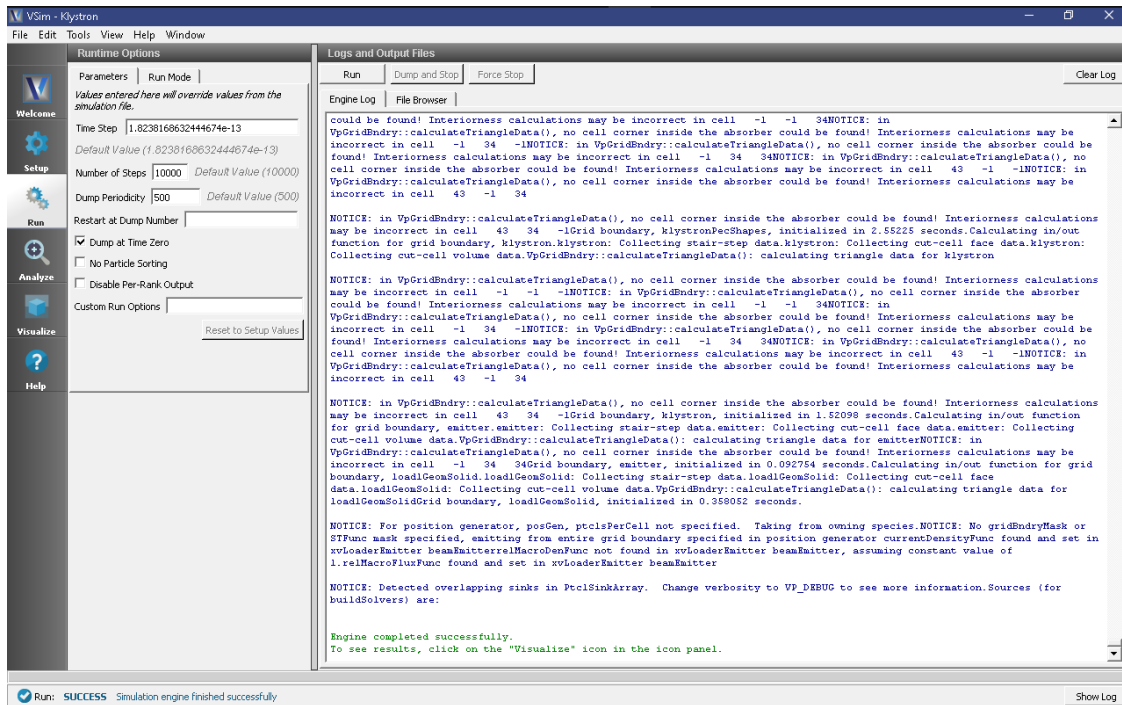 VSim - Klystron
File Edit Tools View Help Window
Runtime Options
Logs and Output Files
Welcome
Setup
Run
Analyze
Visualize
Help
Parameters
Run Mode
Values entered here will override values from the
simulation file.
Time Step 1.8238168632444674e-13
Default Value (1.8238168632444674e-13)
Number of Steps 10000 Default Value (10000)
Dump Periodicity 500 Default Value (500)
Restart at Dump Number
Dump at Time Zero
No Particle Sorting
Disable Per-Rank Output
Custom Run Options
Reset to Setup Values
Run
Dump and Stop
Force Stop
Clear Log
Engine Log
File Browser
could be found! Interiorness calculations may be incorrect in cell -1 -1 34NOTICE: in
VpGridBndry::calculateTriangleData(), no cell corner inside the absorber could be found! Interiorness calculations may be
incorrect in cell -1 34 -1NOTICE: in VpGridBndry::calculateTriangleData(), no cell corner inside the absorber could be
found! Interiorness calculations may be incorrect in cell -1 34 34NOTICE: in VpGridBndry::calculateTriangleData(), no
cell corner inside the absorber could be found! Interiorness calculations may be incorrect in cell 43 -1 -1NOTICE: in
VpGridBndry::calculateTriangleData(), no cell corner inside the absorber could be found! Interiorness calculations may be
incorrect in cell 43 -1 34
NOTICE: in VpGridBndry::calculateTriangleData(), no cell corner inside the absorber could be found! Interiorness calculations
may be incorrect in cell 43 34 -1Grid boundary, klystronPecShapes, initialized in 2.55225 seconds.Calculating in/out
function for grid boundary, klystron.klystron: Collecting stair-step data.klystron: Collecting cut-cell face data.klystron:
Collecting cut-cell volume data.VpGridBndry::calculateTriangleData(): calculating triangle data for klystron
NOTICE: in VpGridBndry::calculateTriangleData(), no cell corner inside the absorber could be found! Interiorness calculations
may be incorrect in cell -1 -1 -1NOTICE: in VpGridBndry::calculateTriangleData(), no cell corner inside the absorber
could be found! Interiorness calculations may be incorrect in cell -1 -1 34NOTICE: in
VpGridBndry::calculateTriangleData(), no cell corner inside the absorber could be found! Interiorness calculations may be
incorrect in cell -1 34 -1NOTICE: in VpGridBndry::calculateTriangleData(), no cell corner inside the absorber could be
found! Interiorness calculations may be incorrect in cell -1 34 34NOTICE: in VpGridBndry::calculateTriangleData(), no
cell corner inside the absorber could be found! Interiorness calculations may be incorrect in cell 43 -1 -1NOTICE: in
VpGridBndry::calculateTriangleData(), no cell corner inside the absorber could be found! Interiorness calculations may be
incorrect in cell 43 -1 34
NOTICE: in VpGridBndry::calculateTriangleData(), no cell corner inside the absorber could be found! Interiorness calculations
may be incorrect in cell 43 34 -1Grid boundary, klystron, initialized in 1.52098 seconds.Calculating in/out function
for grid boundary, emitter.emitter: Collecting stair-step data.emitter: Collecting cut-cell face data.emitter: Collecting
cut-cell volume data.VpGridBndry::calculateTriangleData(): calculating triangle data for emitterNOTICE: in
VpGridBndry::calculateTriangleData(), no cell corner inside the absorber could be found! Interiorness calculations may be
incorrect in cell -1 34 34Grid boundary, emitter, initialized in 0.092754 seconds.Calculating in/out function for grid
boundary, load1GeomSolid.load1GeomSolid: Collecting stair-step data.load1GeomSolid: Collecting cut-cell face
data.load1GeomSolid: Collecting cut-cell volume data.VpGridBndry::calculateTriangleData(): calculating triangle data for
load1GeomSolidGrid boundary, load1GeomSolid, initialized in 0.358052 seconds.
NOTICE: For position generator, posGen, ptclsPerCell not specified. Taking from owning species.NOTICE: No gridBndryMask or
STFunc mask specified, emitting from entire grid boundary specified in position generator currentDensityFunc found and set in
xvLoaderEmitter beamEmitterrelMacroDenFunc not found in xvLoaderEmitter beamEmitter, assuming constant value of
1.relMacroFluxFunc found and set in xvLoaderEmitter beamEmitter
NOTICE: Detected overlapping sinks in PtclSinkArray. Change verbosity to VP_DEBUG to see more information.Sources (for
buildSolvers) are:
Engine completed successfully.
To see results, click on the "Visualize" icon in the icon panel.
Run: SUCCESS Simulation engine finished successfully
Show Log